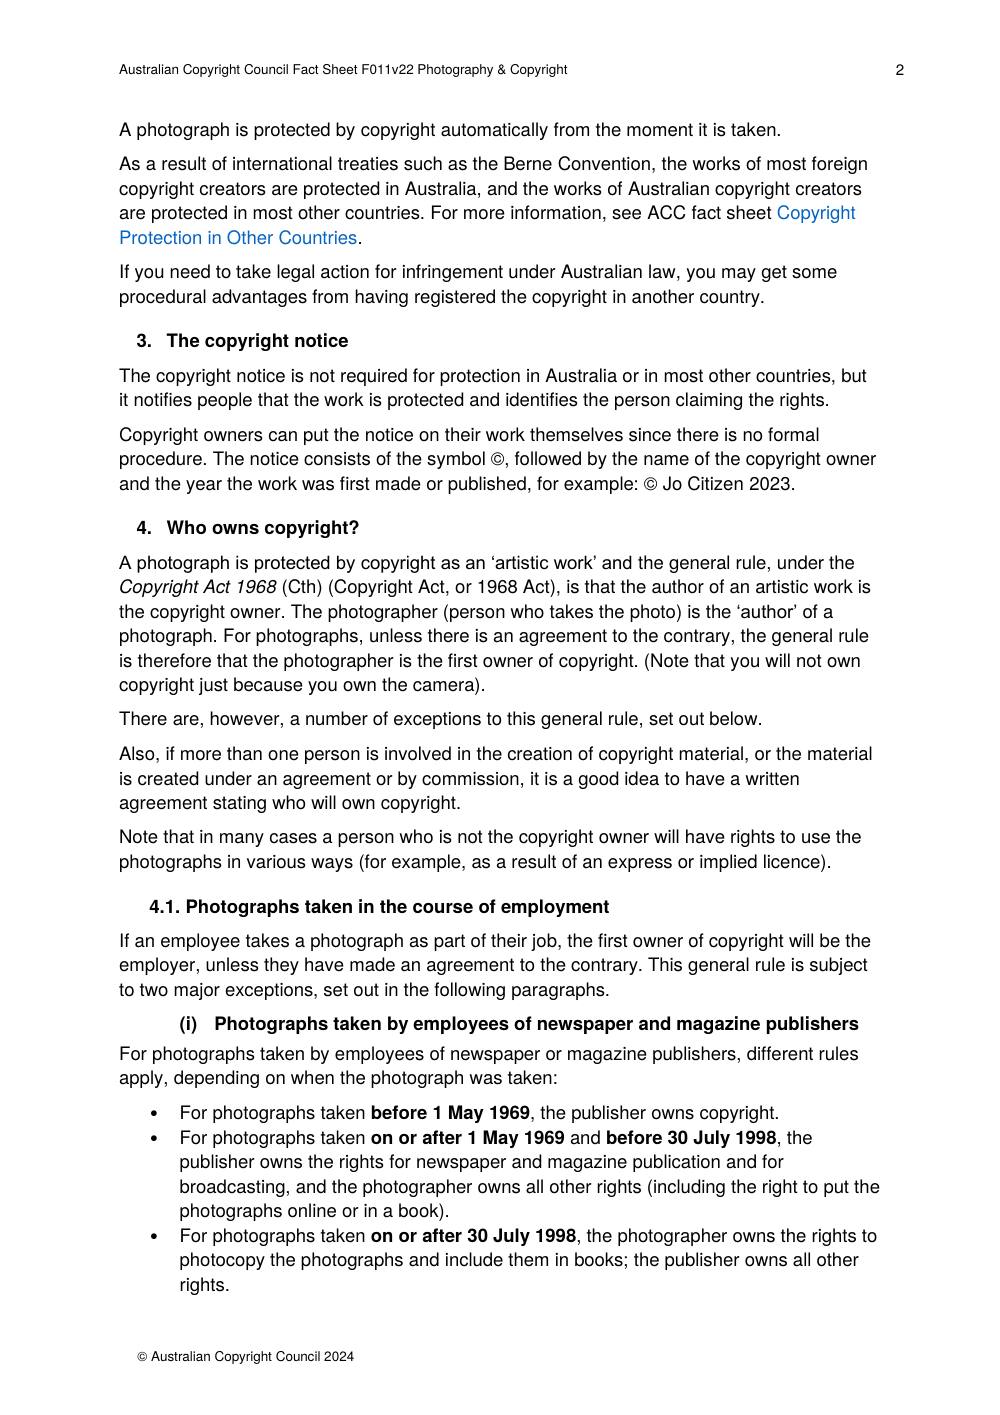 Australian Copyright Council Fact Sheet F011v22 Photography & Copyright 2
A photograph is protected by copyright automatically from the moment it is taken.
As a result of international treaties such as the Berne Convention, the works of most foreign
copyright creators are protected in Australia, and the works of Australian copyright creators
are protected in most other countries. For more information, see ACC fact sheet Copyright
Protection in Other Countries.
If you need to take legal action for infringement under Australian law, you may get some
procedural advantages from having registered the copyright in another country.
3. The copyright notice
The copyright notice is not required for protection in Australia or in most other countries, but
it notifies people that the work is protected and identifies the person claiming the rights.
Copyright owners can put the notice on their work themselves since there is no formal
procedure. The notice consists of the symbol ©, followed by the name of the copyright owner
and the year the work was first made or published, for example: © Jo Citizen 2023.
4. Who owns copyright?
A photograph is protected by copyright as an ‘artistic work’ and the general rule, under the
Copyright Act 1968 (Cth) (Copyright Act, or 1968 Act), is that the author of an artistic work is
the copyright owner. The photographer (person who takes the photo) is the ‘author’ of a
photograph. For photographs, unless there is an agreement to the contrary, the general rule
is therefore that the photographer is the first owner of copyright. (Note that you will not own
copyright just because you own the camera).
There are, however, a number of exceptions to this general rule, set out below.
Also, if more than one person is involved in the creation of copyright material, or the material
is created under an agreement or by commission, it is a good idea to have a written
agreement stating who will own copyright.
Note that in many cases a person who is not the copyright owner will have rights to use the
photographs in various ways (for example, as a result of an express or implied licence).
4.1. Photographs taken in the course of employment
If an employee takes a photograph as part of their job, the first owner of copyright will be the
employer, unless they have made an agreement to the contrary. This general rule is subject
to two major exceptions, set out in the following paragraphs.
(i) Photographs taken by employees of newspaper and magazine publishers
For photographs taken by employees of newspaper or magazine publishers, different rules
apply, depending on when the photograph was taken:
• For photographs taken before 1 May 1969, the publisher owns copyright.
• For photographs taken on or after 1 May 1969 and before 30 July 1998, the
publisher owns the rights for newspaper and magazine publication and for
broadcasting, and the photographer owns all other rights (including the right to put the
photographs online or in a book).
• For photographs taken on or after 30 July 1998, the photographer owns the rights to
photocopy the photographs and include them in books; the publisher owns all other
rights.
© Australian Copyright Council 2024